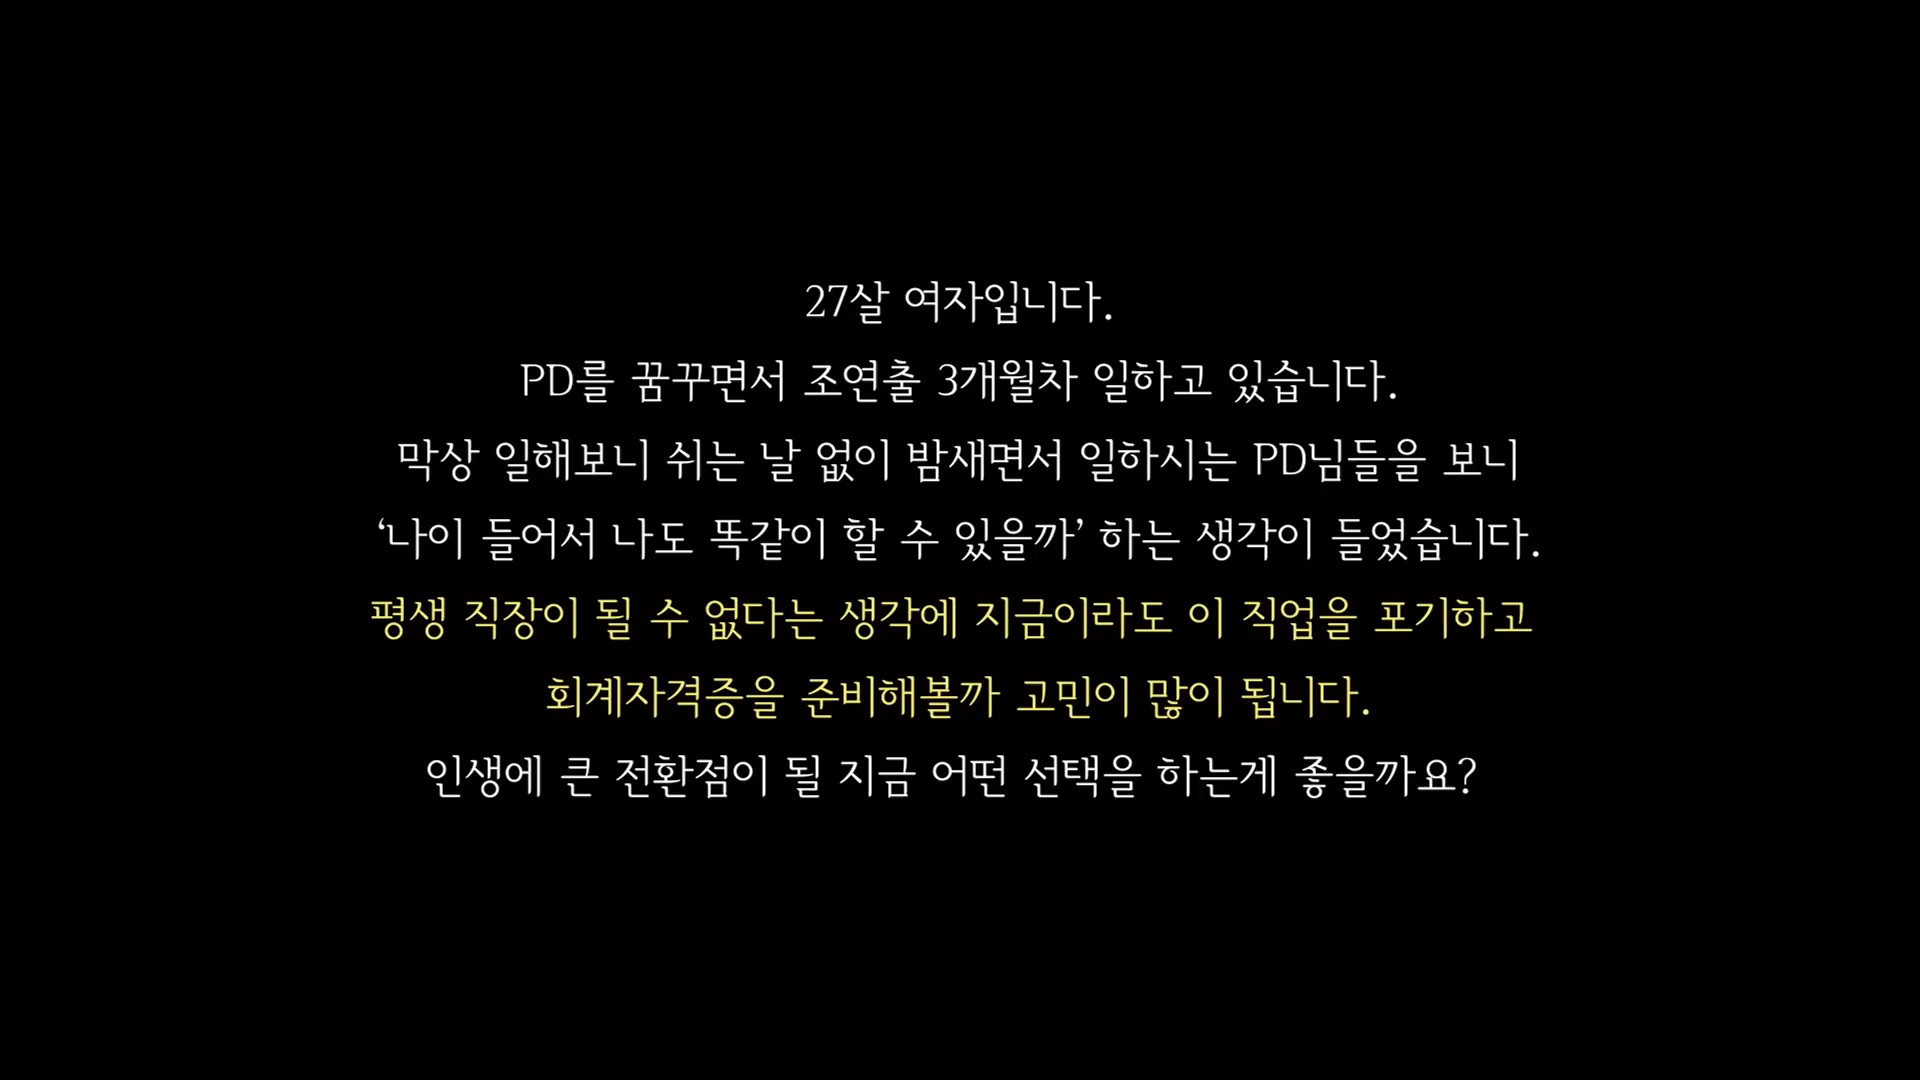 27살 여자입니다.
PD를 꿈꾸면서 조연출 3개월차 일하고 있습니다.
막상 일해보니 쉬는 날 없이 밤새면서 일하시는 PD님들을 보니
‘나이 들어서 나도 똑같이 할 수 있을까’ 하는 생각이 들었습니다.
평생 직장이 될 수 없다는 생각에 지금이라도 이 직업을 포기하고
회계자격증을 준비해볼까 고민이 많이 됩니다.
인생에 큰 전환점이 될 지금 어떤 선택을 하는게 좋을까요?